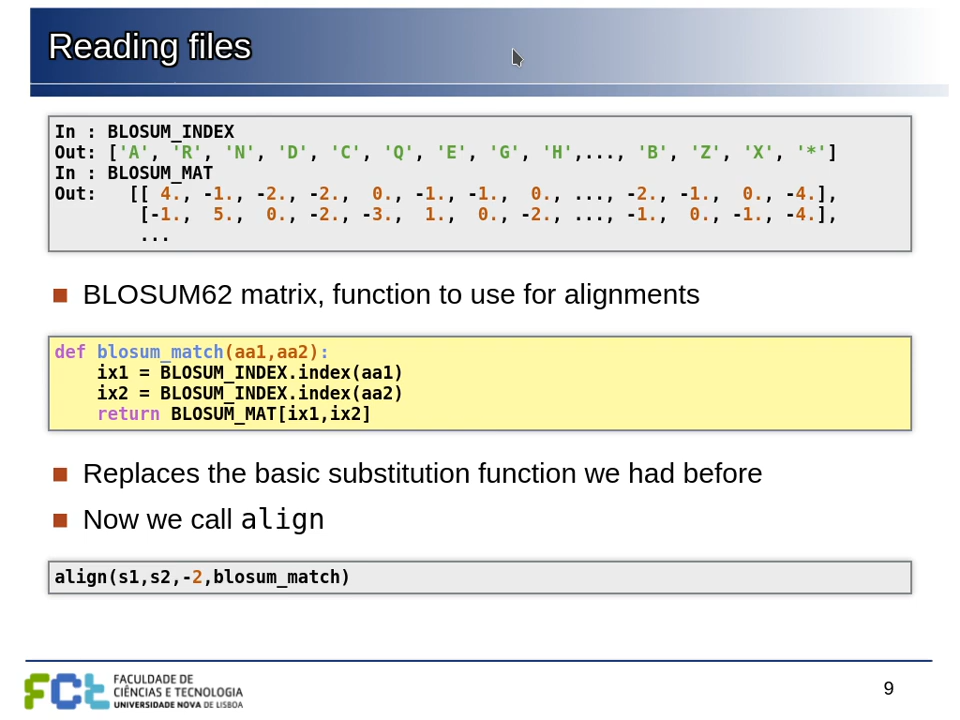 Reading files
In : BLOSUM_INDEX
Out: ['A', 'R', 'N', 'D', 'C', 'Q', 'E', 'G', 'H',..., 'B', 'Z', 'X', '*']
In : BLOSUM_MAT
Out:   [[ 4., -1., -2., -2.,  0., -1., -1.,  0., ..., -2., -1.,  0., -4.],
        [-1.,  5.,  0., -2., -3.,  1.,  0., -2., ..., -1.,  0., -1., -4.],
        ...
BLOSUM62 matrix, function to use for alignments
def blosum_match(aa1,aa2):
    ix1 = BLOSUM_INDEX.index(aa1)
    ix2 = BLOSUM_INDEX.index(aa2)
    return BLOSUM_MAT[ix1,ix2]
Replaces the basic substitution function we had before
Now we call align
align(s1,s2,-2,blosum_match)
FCt
FACULDADE DE
CIÊNCIAS E TECNOLOGIA
UNIVERSIDADE NOVA DE LISBOA
9